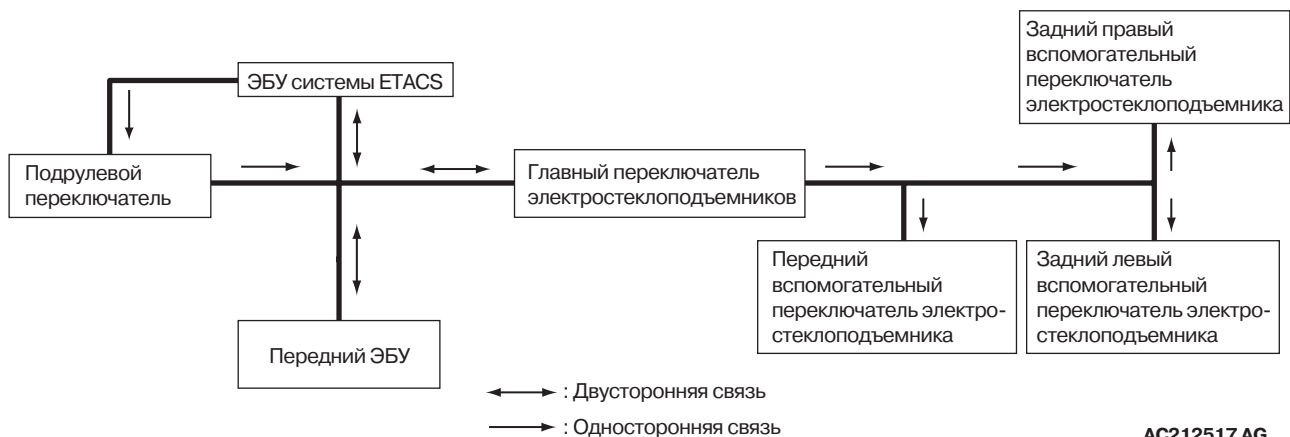 ЭБУ системы ETACS
Задний правый
вспомогательный
переключатель
электростеклоподъемника
Подрулевой
переключатель
Главный переключатель
электростеклоподъемников
Передний
вспомогательный
переключатель электро-
стеклоподъемника
Задний левый
вспомогательный
переключатель электро-
стеклоподъемника
Передний ЭБУ
: Двусторонняя связь
: Односторонняя связь
AC212517 AG